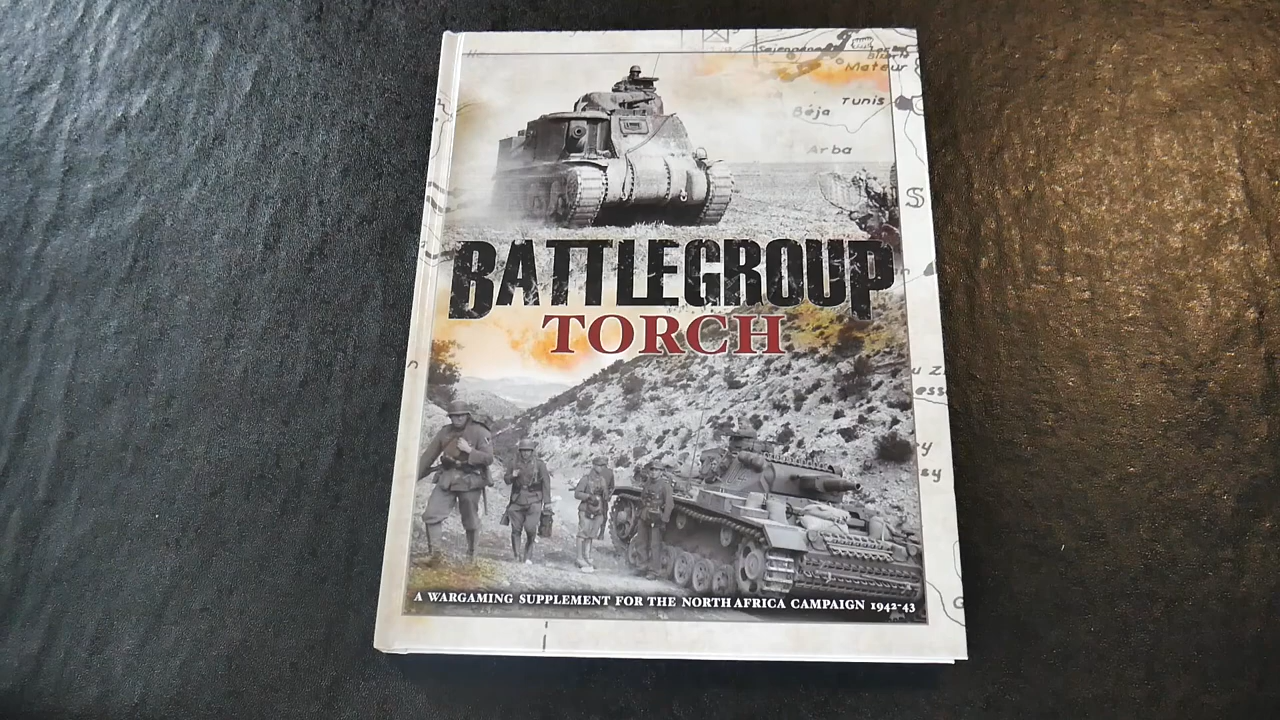 Mateur
TUNIS
Béja
Arba
S
BATTLEGROUP
TORCH
A WARGAMING SUPPLEMENT FOR THE NORTH AFRICA CAMPAIGN 1942-43